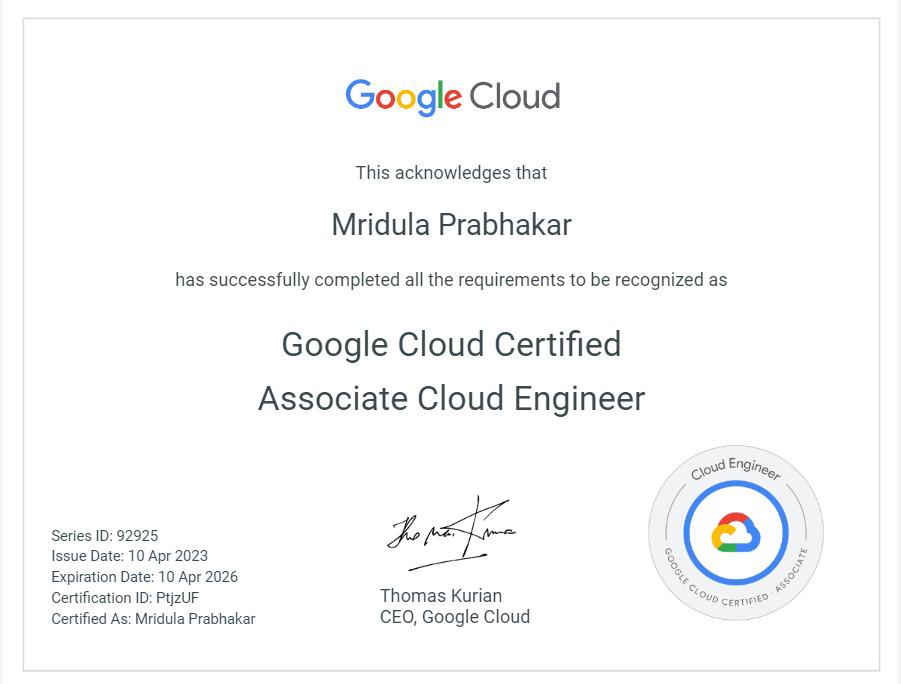 Google Cloud
This acknowledges that
Mridula Prabhakar
has successfully completed all the requirements to be recognized as
Google Cloud Certified
Associate Cloud Engineer
Series ID: 92925
Issue Date: 10 Apr 2023
Expiration Date: 10 Apr 2026
Certification ID: PtjzUF
Certified As: Mridula Prabhakar
Thomas Kurian
CEO, Google Cloud
Cloud Engineer
GOOGLE CLOUD CERTIFIED · ASSOCIATE